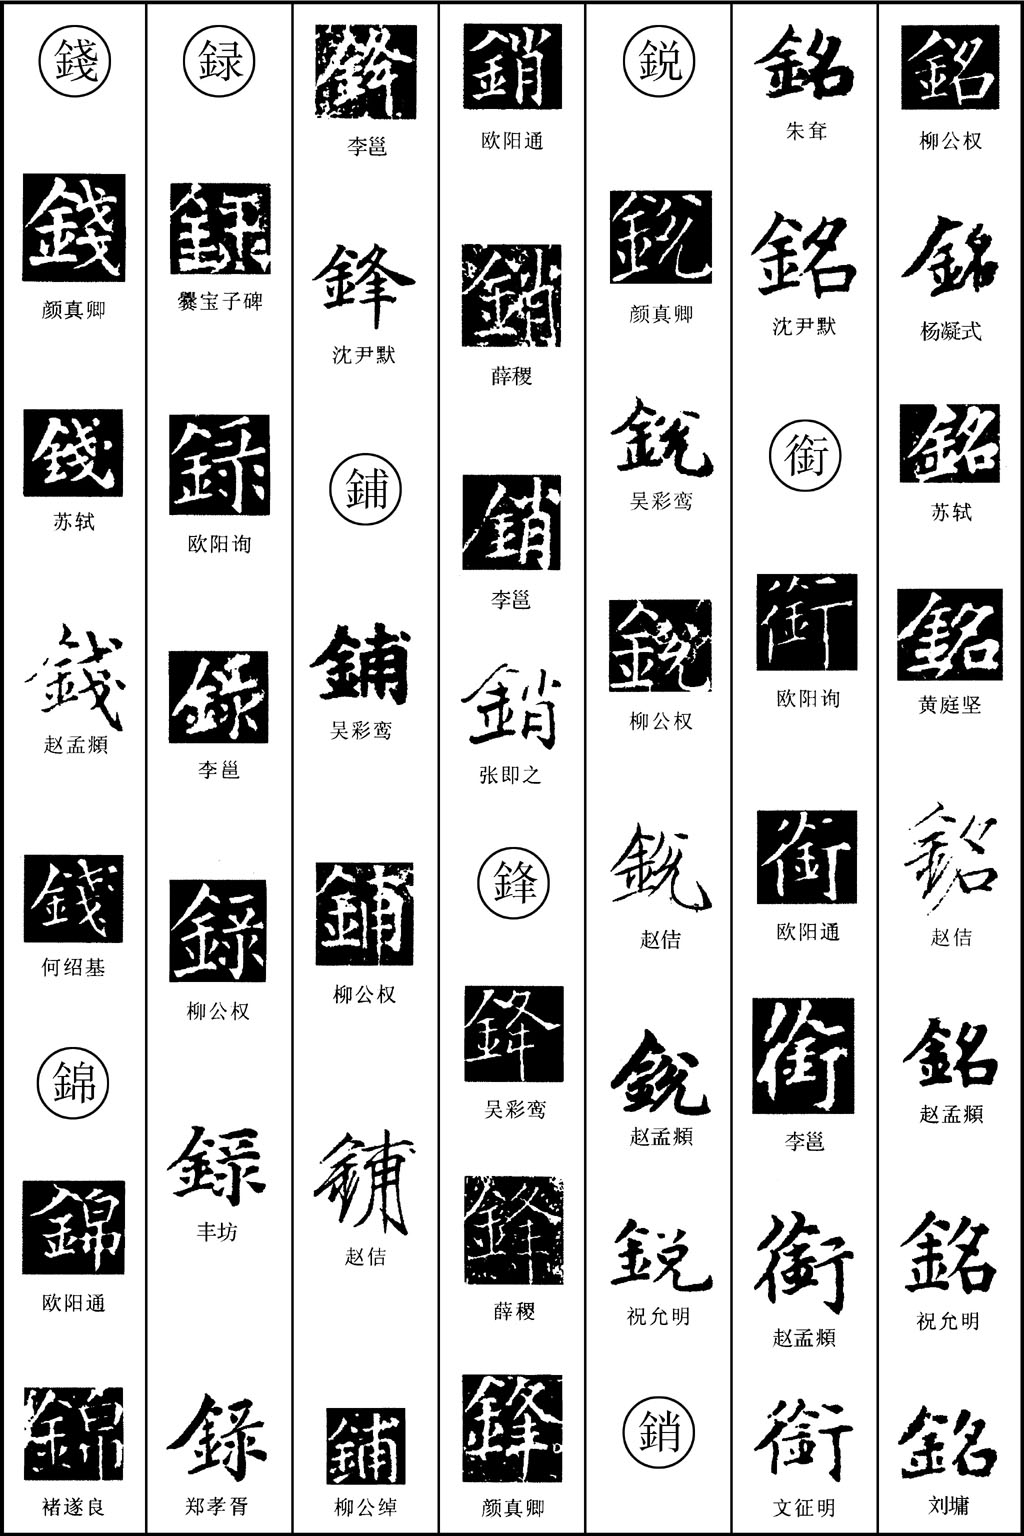 銘
柳公权
銘
杨凝式
銘
苏轼
銘
黄庭坚
銘
赵佶
銘
赵孟頫
銘
祝允明
銘
刘墉
銘
朱耷
銘
沈尹默
銜
銜
欧阳询
銜
欧阳通
銜
李邕
銜
赵孟頫
銜
文征明
鋭
鋭
颜真卿
鋭
吴彩鸾
鋭
柳公权
鋭
赵佶
鋭
赵孟頫
鋭
祝允明
銷
銷
欧阳通
銷
薛稷
銷
李邕
銷
张即之
鋒
鋒
吴彩鸾
鋒
薛稷
鋒
颜真卿
鋒
李邕
鋒
沈尹默
鋪
鋪
吴彩鸾
鋪
柳公权
鋪
赵佶
鋪
柳公绰
録
録
爨宝子碑
録
欧阳询
録
李邕
録
柳公权
録
丰坊
録
郑孝胥
錢
錢
颜真卿
錢
苏轼
錢
赵孟頫
錢
何绍基
錦
錦
欧阳通
錦
褚遂良